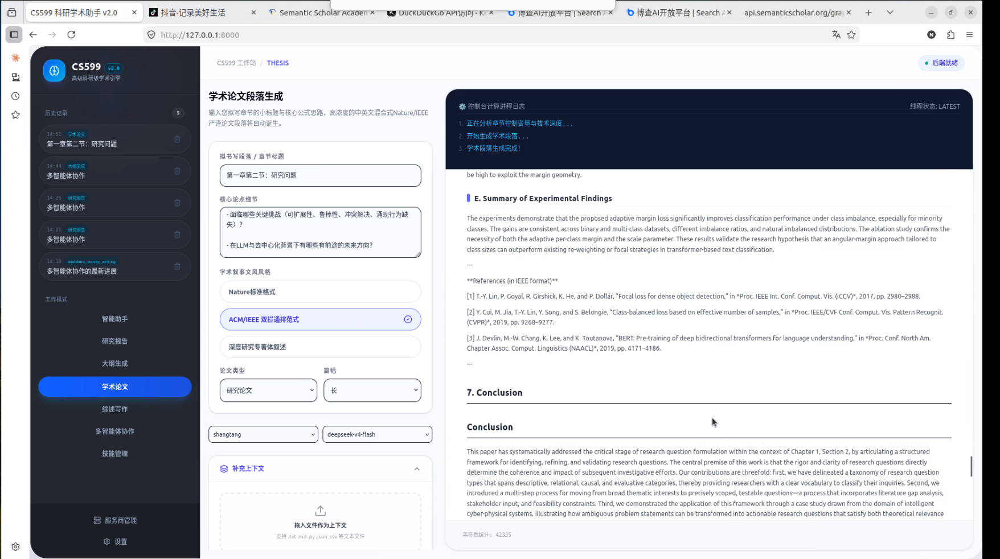 CS599 科研学术助手 v2.0
抖音-记录美好生活
Semantic Scholar Academ
DuckDuckGo API访问 - Ki
博查AI开放平台 | Search A
博查AI开放平台 | Search A
api.semanticscholar.org/grap
http://127.0.0.1:8000
N
CS599 v2.0
高级科研级学术引擎
历史记录 5
14:51 学术论文
第一章第二节：研究问题
14:44 大纲生成
多智能体协作
14:26 研究报告
多智能体协作
14:21 研究报告
多智能体协作
14:19 assistant_survey_writing
多智能体协作的最新进展
工作模式
智能助手
研究报告
大纲生成
学术论文
综述写作
多智能体协作
技能管理
服务商管理
设置
CS599 工作站 / THESIS
后端就绪
学术论文段落生成
输入您拟写章节的小标题与核心公式思路，高浓度的中英文混合式Nature/IEEE
严谨论文段落将自动诞生。
拟书写段落 / 章节标题
第一章第二节：研究问题
核心论点细节
- 面临哪些关键挑战（可扩展性、鲁棒性、冲突解决、涌现行为缺
失）？
- 在LLM与去中心化背景下有哪些有前途的未来方向？
学术叙事文风风格
Nature标准格式
ACM/IEEE 双栏通排范式
深度研究专著体叙述
论文类型 篇幅
研究论文 长
shangtang deepseek-v4-flash
补充上下文
拖入文件作为上下文
支持 .txt .md .py .json .csv 等文本文件
控制台计算进程日志 线程状态: LATEST
1. 正在分析章节控制变量与技术深度...
2. 开始生成学术段落...
3. 学术段落生成完成！
be high to exploit the margin geometry.
E. Summary of Experimental Findings
The experiments demonstrate that the proposed adaptive margin loss significantly improves classification performance under class imbalance, especially for minority
classes. The gains are consistent across binary and multi-class datasets, different imbalance ratios, and natural imbalanced distributions. The ablation study confirms the
necessity of both the adaptive per-class margin and the scale parameter. These results validate the research hypothesis that an angular-margin approach tailored to
class sizes can outperform existing re-weighting or focal strategies in transformer-based text classification.
---
**References (in IEEE format)**
[1] T.-Y. Lin, P. Goyal, R. Girshick, K. He, and P. Dollár, “Focal loss for dense object detection,” in *Proc. IEEE Int. Conf. Comput. Vis. (ICCV)*, 2017, pp. 2980–2988.
[2] Y. Cui, M. Jia, T.-Y. Lin, Y. Song, and S. Belongie, “Class-balanced loss based on effective number of samples,” in *Proc. IEEE/CVF Conf. Comput. Vis. Pattern Recognit.
(CVPR)*, 2019, pp. 9268–9277.
[3] J. Devlin, M.-W. Chang, K. Lee, and K. Toutanova, “BERT: Pre-training of deep bidirectional transformers for language understanding,” in *Proc. Conf. North Am.
Chapter Assoc. Comput. Linguistics (NAACL)*, 2019, pp. 4171–4186.
---
7. Conclusion
Conclusion
This paper has systematically addressed the critical stage of research question formulation within the context of Chapter 1, Section 2, by articulating a structured
framework for identifying, refining, and validating research questions. The central premise of this work is that the rigor and clarity of research questions directly
determine the coherence and impact of subsequent investigative efforts. Our contributions are threefold: first, we have delineated a taxonomy of research question
types that spans descriptive, relational, causal, and evaluative categories, thereby providing researchers with a clear vocabulary to classify their inquiries. Second, we
introduced a multi-step process for moving from broad thematic interests to precisely scoped, testable questions—a process that incorporates literature gap analysis,
stakeholder input, and feasibility constraints. Third, we demonstrated the application of this framework through a case study drawn from the domain of intelligent
cyber-physical systems, illustrating how ambiguous problem statements can be transformed into actionable research questions that satisfy both theoretical relevance
字符数统计: 42335